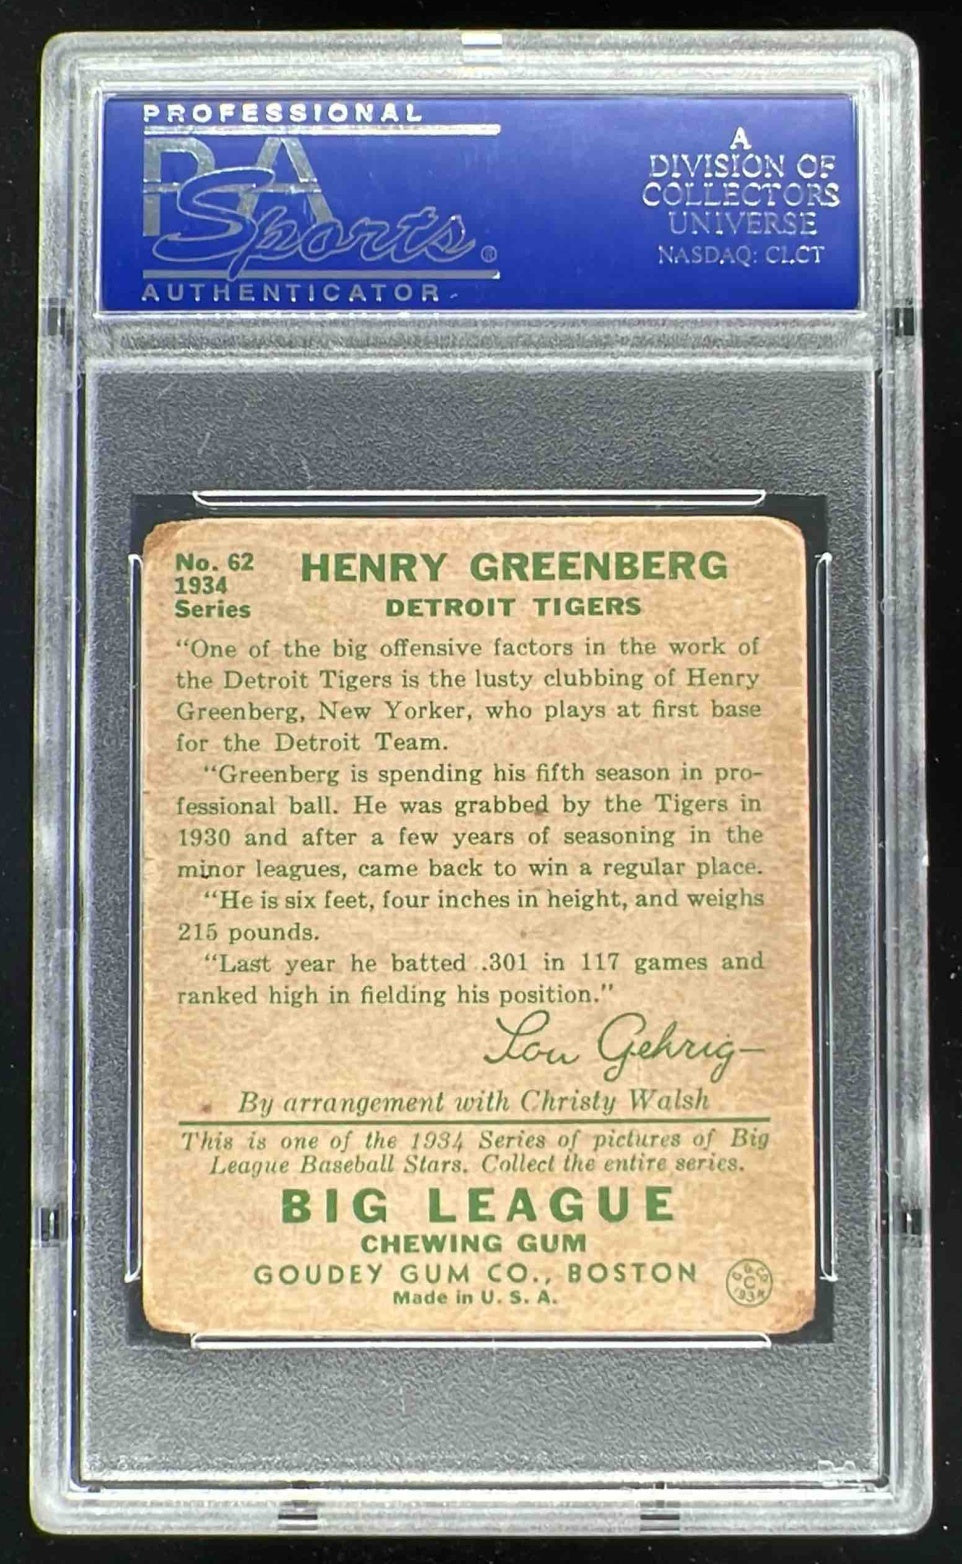 PROFESSIONAL
PSA
Sports®
AUTHENTICATOR
A
DIVISION OF
COLLECTORS
UNIVERSE
NASDAQ: CLCT
No. 62
1934
Series
HENRY GREENBERG
DETROIT TIGERS
"One of the big offensive factors in the work of
the Detroit Tigers is the lusty clubbing of Henry
Greenberg, New Yorker, who plays at first base
for the Detroit Team.
"Greenberg is spending his fifth season in pro-
fessional ball. He was grabbed by the Tigers in
1930 and after a few years of seasoning in the
minor leagues, came back to win a regular place.
"He is six feet, four inches in height, and weighs
215 pounds.
"Last year he batted .301 in 117 games and
ranked high in fielding his position."
Lou Gehrig
By arrangement with Christy Walsh
This is one of the 1934 Series of pictures of Big
League Baseball Stars. Collect the entire series.
BIG LEAGUE
CHEWING GUM
GOUDEY GUM CO., BOSTON
Made in U. S. A.